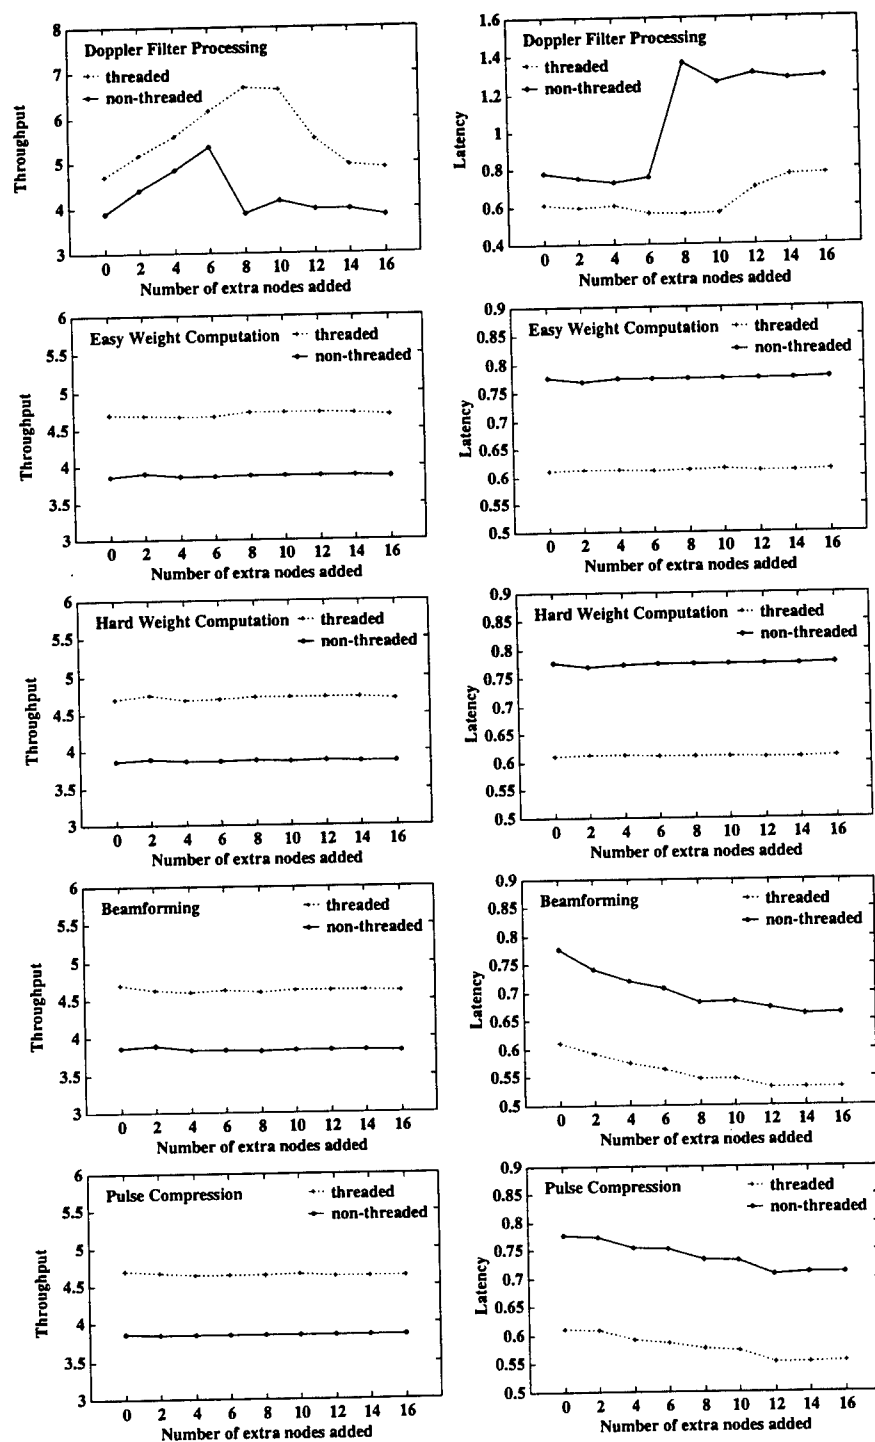 Doppler Filter Processing
threaded
non-threaded
8
7
6
5
4
3
Throughput
0 2 4 6 8 10 12 14 16
Number of extra nodes added
Doppler Filter Processing
threaded
non-threaded
1.6
1.4
1.2
1
0.8
0.6
0.4
Latency
0 2 4 6 8 10 12 14 16
Number of extra nodes added
Easy Weight Computation
threaded
non-threaded
6
5.5
5
4.5
4
3.5
3
Throughput
0 2 4 6 8 10 12 14 16
Number of extra nodes added
Easy Weight Computation
threaded
non-threaded
0.9
0.85
0.8
0.75
0.7
0.65
0.6
0.55
0.5
Latency
0 2 4 6 8 10 12 14 16
Number of extra nodes added
Hard Weight Computation
threaded
non-threaded
6
5.5
5
4.5
4
3.5
3
Throughput
0 2 4 6 8 10 12 14 16
Number of extra nodes added
Hard Weight Computation
threaded
non-threaded
0.9
0.85
0.8
0.75
0.7
0.65
0.6
0.55
0.5
Latency
0 2 4 6 8 10 12 14 16
Number of extra nodes added
Beamforming
threaded
non-threaded
6
5.5
5
4.5
4
3.5
3
Throughput
0 2 4 6 8 10 12 14 16
Number of extra nodes added
Beamforming
threaded
non-threaded
0.9
0.85
0.8
0.75
0.7
0.65
0.6
0.55
0.5
Latency
0 2 4 6 8 10 12 14 16
Number of extra nodes added
Pulse Compression
threaded
non-threaded
6
5.5
5
4.5
4
3.5
3
Throughput
0 2 4 6 8 10 12 14 16
Number of extra nodes added
Pulse Compression
threaded
non-threaded
0.9
0.85
0.8
0.75
0.7
0.65
0.6
0.55
0.5
Latency
0 2 4 6 8 10 12 14 16
Number of extra nodes added